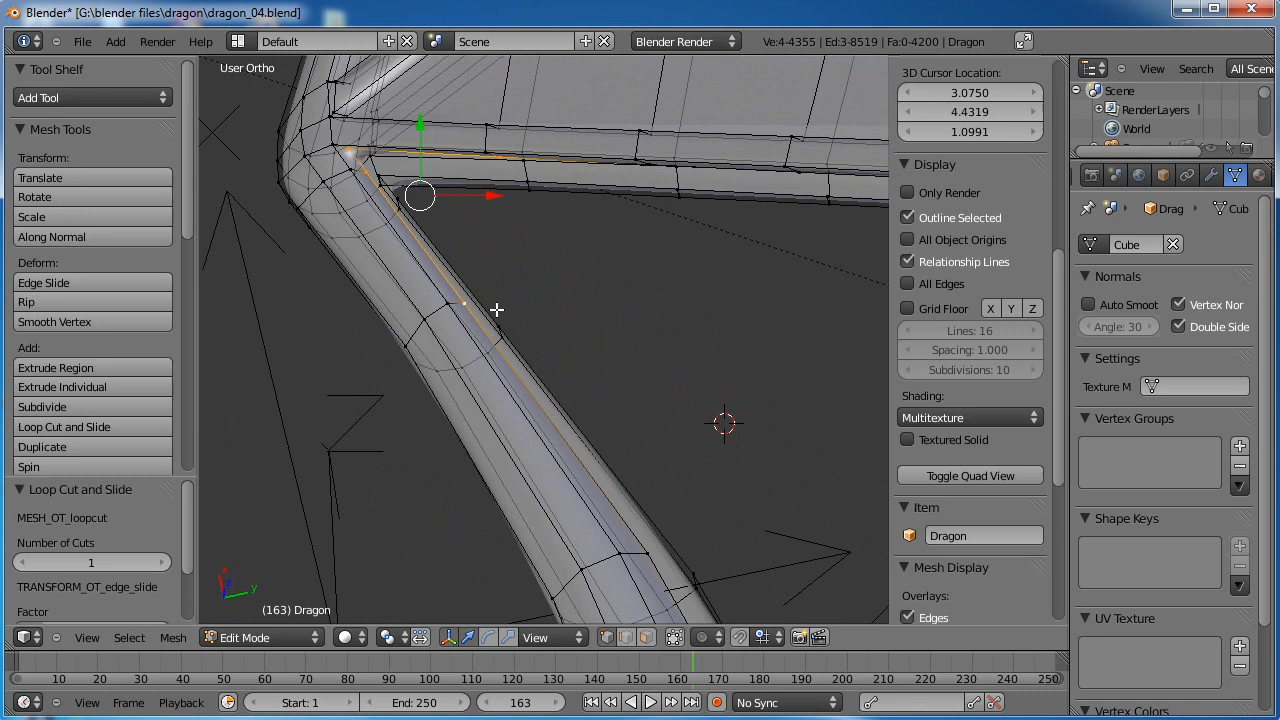 Blender* [G:\blender files\dragon\dragon_04.blend]
File Add Render Help Default Scene Blender Render Ve:4-4355 | Ed:3-8519 | Fa:0-4200 | Dragon
Tool Shelf
Add Tool
Mesh Tools
Transform:
Translate
Rotate
Scale
Along Normal
Deform:
Edge Slide
Rip
Smooth Vertex
Add:
Extrude Region
Extrude Individual
Subdivide
Loop Cut and Slide
Duplicate
Spin
Loop Cut and Slide
MESH_OT_loopcut
Number of Cuts
1
TRANSFORM_OT_edge_slide
Factor
User Ortho
x
z
y
(163) Dragon
3D Cursor Location:
3.0750
4.4319
1.0991
Display
Only Render
Outline Selected
All Object Origins
Relationship Lines
All Edges
Grid Floor X Y Z
Lines: 16
Spacing: 1.000
Subdivisions: 10
Shading:
Multitexture
Textured Solid
Toggle Quad View
Item
Dragon
Mesh Display
Overlays:
Edges
View Search All Scene
Scene
RenderLayers
World
Drag Cub
Cube
Normals
Auto Smoot Vertex Nor
Angle: 30 Double Side
Settings
Texture M
Vertex Groups
Shape Keys
UV Texture
Vertex Colors
View Select Mesh Edit Mode View
10 20 30 40 50 60 70 80 90 100 110 120 130 140 150 160 170 180 190 200 210 220 230 240 250
View Frame Playback Start: 1 End: 250 163 No Sync